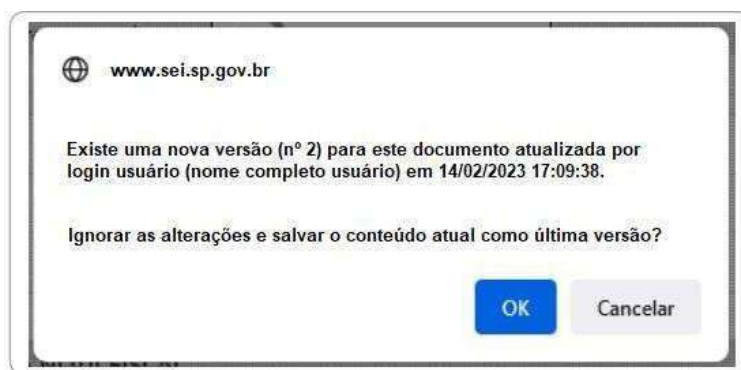 www.sei.sp.gov.br
Existe uma nova versão (nº 2) para este documento atualizada por
login usuário (nome completo usuário) em 14/02/2023 17:09:38.
Ignorar as alterações e salvar o conteúdo atual como última versão?
OK
Cancelar